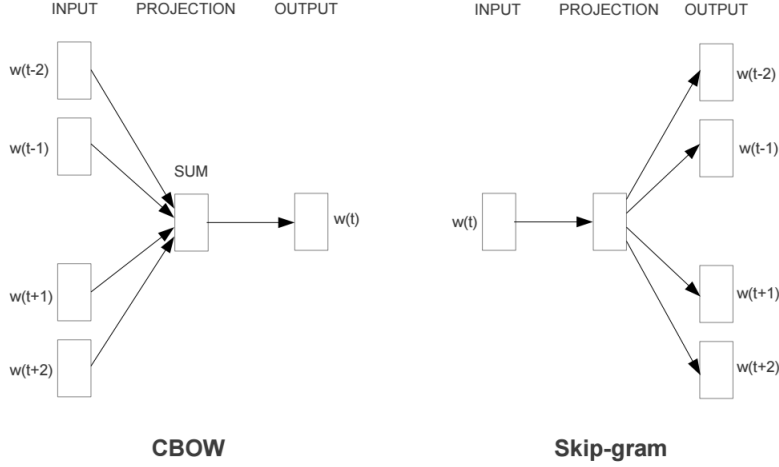 INPUT PROJECTION OUTPUT
w(t-2)
w(t-1)
SUM
w(t)
w(t+1)
w(t+2)
CBOW
INPUT PROJECTION OUTPUT
w(t-2)
w(t-1)
w(t)
w(t+1)
w(t+2)
Skip-gram